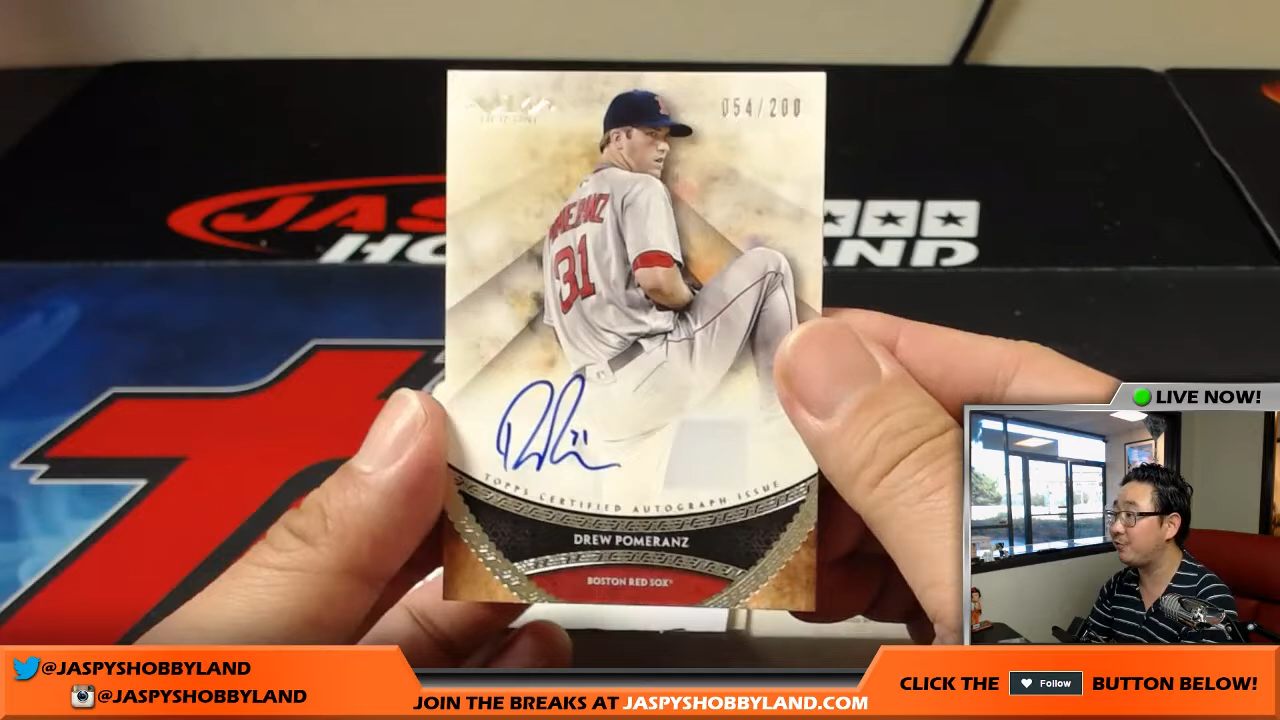 054/200
POMERANZ
31
TOPPS CERTIFIED AUTOGRAPH ISSUE
DREW POMERANZ
BOSTON RED SOX
LIVE NOW!
@JASPYSHOBBYLAND
@JASPYSHOBBYLAND
JOIN THE BREAKS AT JASPYSHOBBYLAND.COM
CLICK THE Follow BUTTON BELOW!